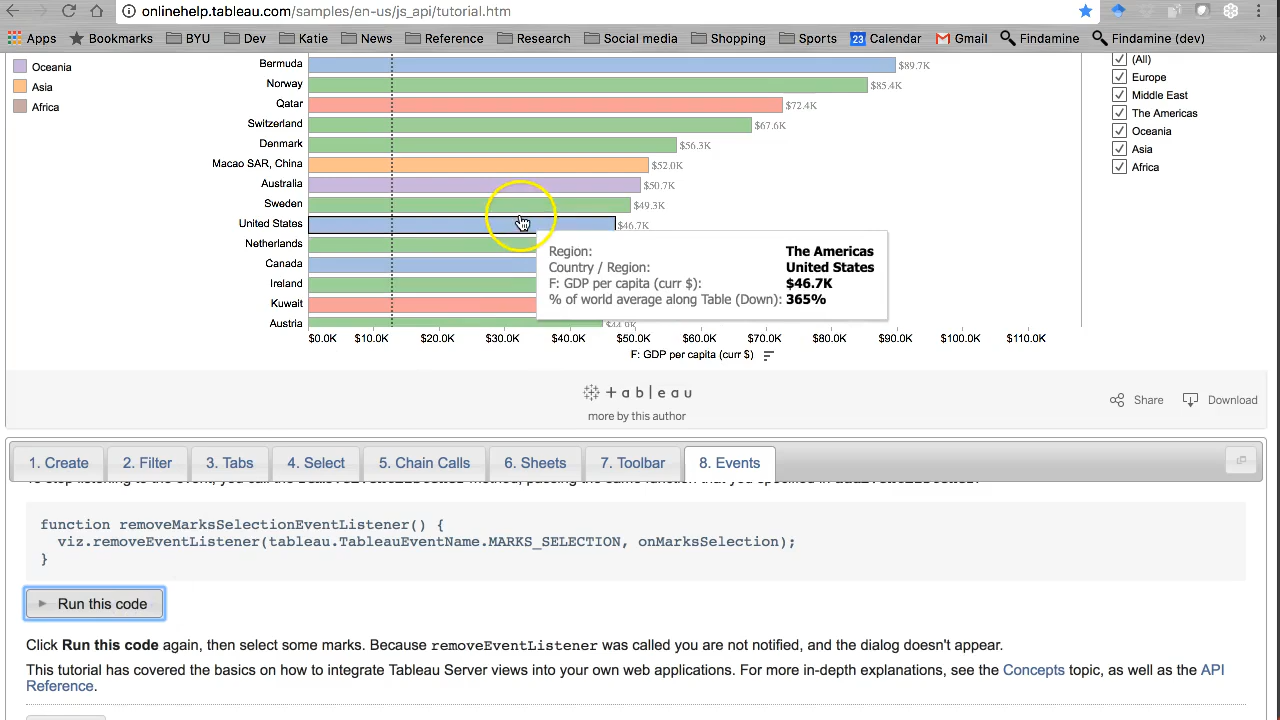 onlinehelp.tableau.com/samples/en-us/js_api/tutorial.htm
Apps Bookmarks BYU Dev Katie News Reference Research Social media Shopping Sports 23 Calendar Gmail Findamine Findamine (dev) »
Oceania
Asia
Africa
Bermuda $89.7K
Norway $85.4K
Qatar $72.4K
Switzerland $67.6K
Denmark $56.3K
Macao SAR, China $52.0K
Australia $50.7K
Sweden $49.3K
United States $46.7K
Netherlands
Canada
Ireland
Kuwait
Austria
Region: The Americas
Country / Region: United States
F: GDP per capita (curr $): $46.7K
% of world average along Table (Down): 365%
$0.0K $10.0K $20.0K $30.0K $40.0K $50.0K $60.0K $70.0K $80.0K $90.0K $100.0K $110.0K
F: GDP per capita (curr $)
(All)
Europe
Middle East
The Americas
Oceania
Asia
Africa
+ a b | e a u
more by this author
Share Download
1. Create 2. Filter 3. Tabs 4. Select 5. Chain Calls 6. Sheets 7. Toolbar 8. Events
function removeMarksSelectionEventListener() {
viz.removeEventListener(tableau.TableauEventName.MARKS_SELECTION, onMarksSelection);
}
Run this code
Click Run this code again, then select some marks. Because removeEventListener was called you are not notified, and the dialog doesn't appear.
This tutorial has covered the basics on how to integrate Tableau Server views into your own web applications. For more in-depth explanations, see the Concepts topic, as well as the API
Reference.